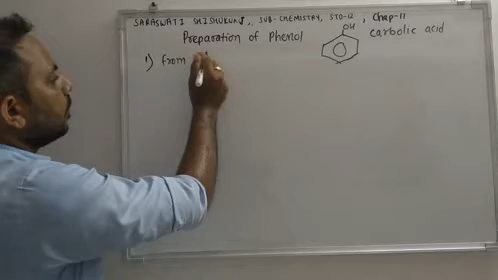 SARASWATI SHISHUKUNJ, SUB-CHEMISTRY, STD-12, Chap-11
Preparation of Phenol
OH
carbolic acid
1) from